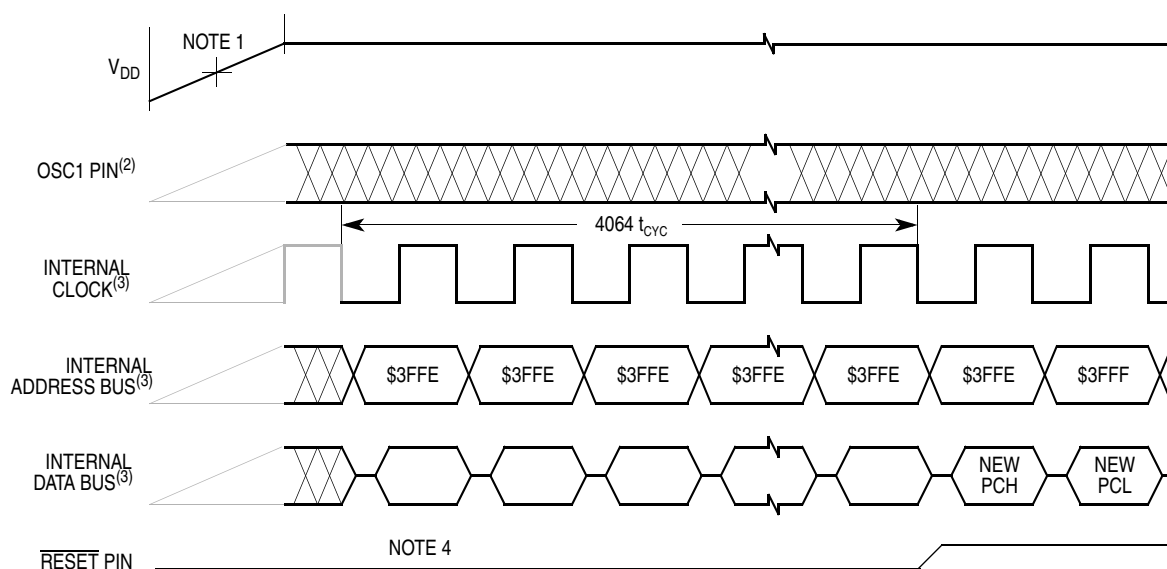 NOTE 1
VDD
OSC1 PIN(2)
4064 tCYC
INTERNAL
CLOCK(3)
INTERNAL
ADDRESS BUS(3)
$3FFE $3FFE $3FFE $3FFE $3FFE $3FFE $3FFF
INTERNAL
DATA BUS(3)
NEW
PCH
NEW
PCL
NOTE 4
RESET PIN